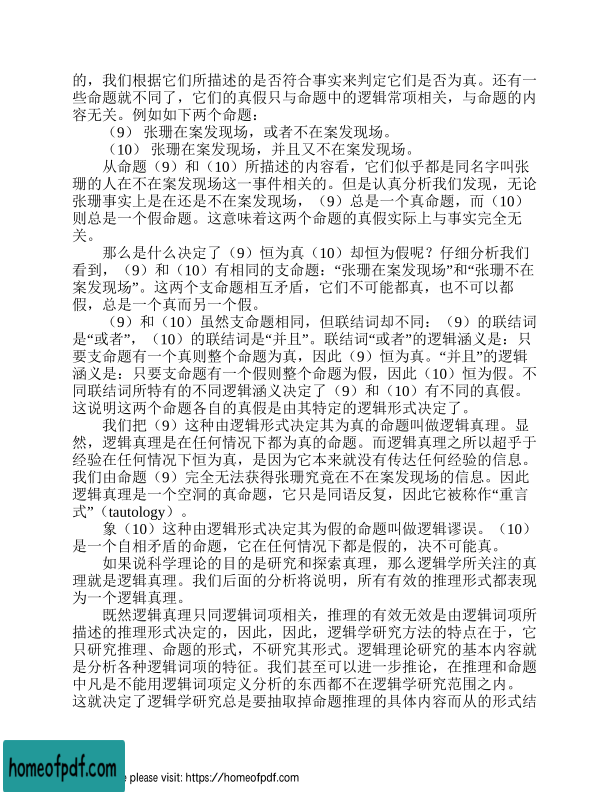 的，我们根据它们所描述的是否符合事实来判定它们是否为真。还有一
些命题就不同了，它们的真假只与命题中的逻辑常项相关，与命题的内
容无关。例如如下两个命题：
（9） 张珊在案发现场，或者不在案发现场。
（10） 张珊在案发现场，并且又不在案发现场。
从命题（9）和（10）所描述的内容看，它们似乎都是同名字叫张
珊的人在不在案发现场这一事件相关的。但是认真分析我们发现，无论
张珊事实上是在还是不在案发现场，（9）总是一个真命题，而（10）
则总是一个假命题。这意味着这两个命题的真假实际上与事实完全无
关。
那么是什么决定了（9）恒为真（10）却恒为假呢？仔细分析我们
看到，（9）和（10）有相同的支命题：“张珊在案发现场”和“张珊不在
案发现场”。这两个支命题相互矛盾，它们不可能都真，也不可以都
假，总是一个真而另一个假。
（9）和（10）虽然支命题相同，但联结词却不同：（9）的联结词
是“或者”，（10）的联结词是“并且”。联结词“或者”的逻辑涵义是：只
要支命题有一个真则整个命题为真，因此（9）恒为真。“并且”的逻辑
涵义是：只要支命题有一个假则整个命题为假，因此（10）恒为假。不
同联结词所特有的不同逻辑涵义决定了（9）和（10）有不同的真假。
这说明这两个命题各自的真假是由其特定的逻辑形式决定了。
我们把（9）这种由逻辑形式决定其为真的命题叫做逻辑真理。显
然，逻辑真理是在任何情况下都为真的命题。而逻辑真理之所以超乎于
经验在任何情况下恒为真，是因为它本来就没有传达任何经验的信息。
我们由命题（9）完全无法获得张珊究竟在不在案发现场的信息。因此
逻辑真理是一个空洞的真命题，它只是同语反复，因此它被称作“重言
式”（tautology）。
象（10）这种由逻辑形式决定其为假的命题叫做逻辑谬误。（10）
是一个自相矛盾的命题，它在任何情况下都是假的，决不可能真。
如果说科学理论的目的是研究和探索真理，那么逻辑学所关注的真
理就是逻辑真理。我们后面的分析将说明，所有有效的推理形式都表现
为一个逻辑真理。
既然逻辑真理只同逻辑词项相关，推理的有效无效是由逻辑词项所
描述的推理形式决定的，因此，因此，逻辑学研究方法的特点在于，它
只研究推理、命题的形式，不研究其形式。逻辑理论研究的基本内容就
是分析各种逻辑词项的特征。我们甚至可以进一步推论，在推理和命题
中凡是不能用逻辑词项定义分析的东西都不在逻辑学研究范围之内。
这就决定了逻辑学研究总是要抽取掉命题推理的具体内容而从的形式结
homeofpdf.com
please visit: https://homeofpdf.com